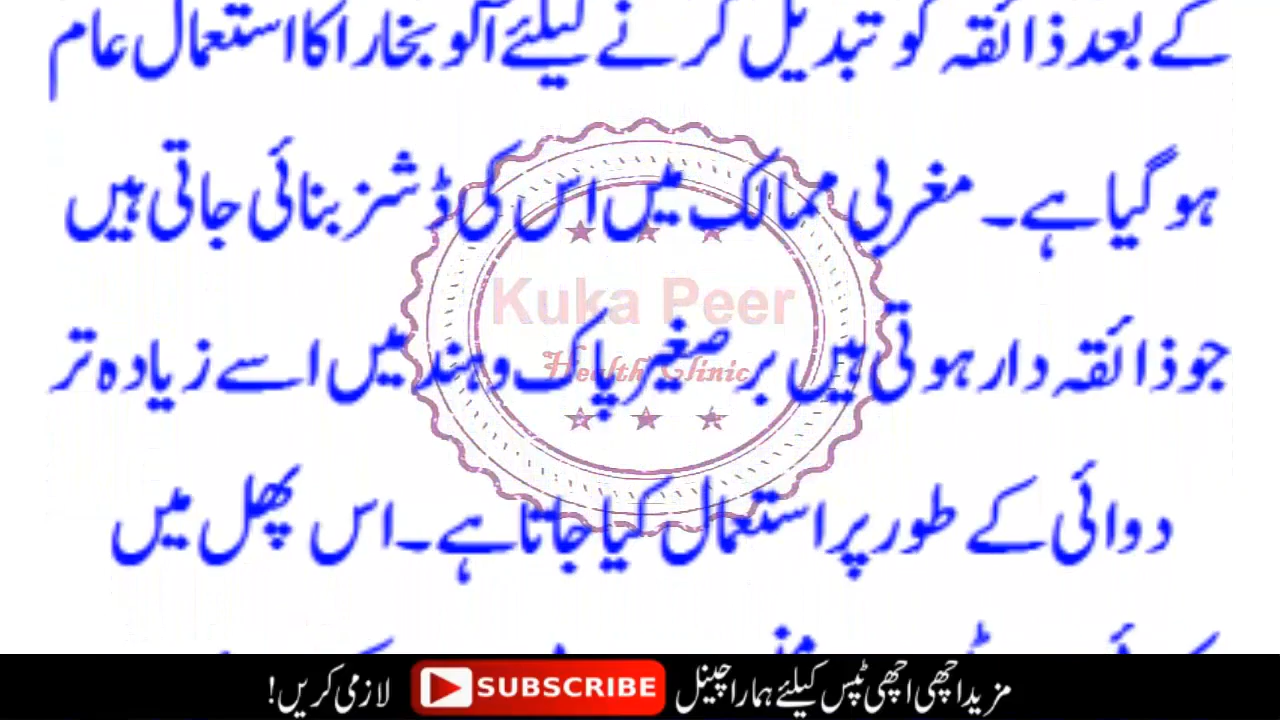 کے بعد ذائقہ کو تبدیل کرنے کیلئے آلو بخارا کا استعمال عام
ہو گیا ہے۔ مغربی ممالک میں اس کی ڈشز بنائی جاتی ہیں
جو ذائقہ دار ہوتی ہیں برصغیر پاک و ہند میں اسے زیادہ تر
دوائی کے طور پر استعمال کیا جاتا ہے۔ اس پھل میں
Kuka Peer
Health Clinic
مزید اچھی اچھی ٹپس کیلئے ہمارا چینل SUBSCRIBE لازمی کریں!